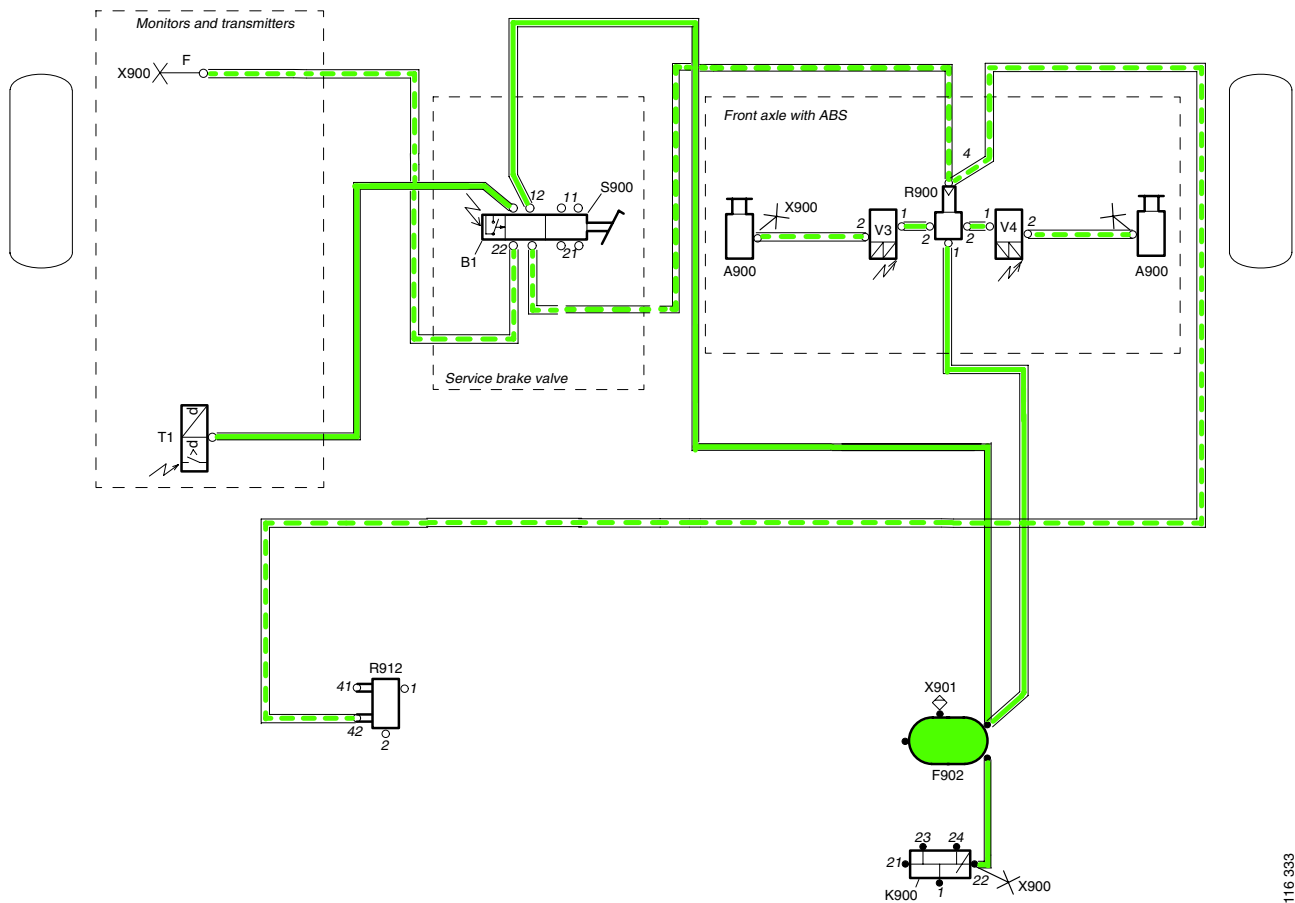 Monitors and transmitters
X900
F
T1
12
11
S900
B1
22
21
Service brake valve
Front axle with ABS
4
R900
X900
A900
2
V3
1
2
2
1
V4
2
1
A900
R912
41
1
42
2
X901
F902
23
24
21
22
K900
1
X900
d
/>d
116 333